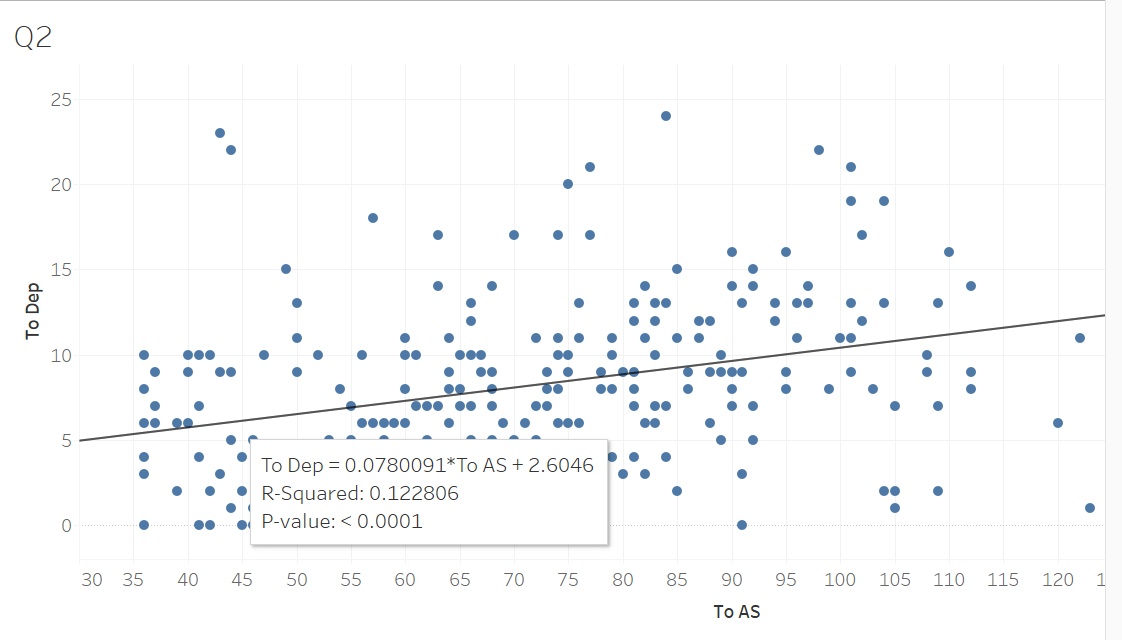 Q2
25
20
15
10
5
0
To Dep
To Dep = 0.0780091*To AS + 2.6046
R-Squared: 0.122806
P-value: < 0.0001
30 35 40 45 50 55 60 65 70 75 80 85 90 95 100 105 110 115 120
To AS